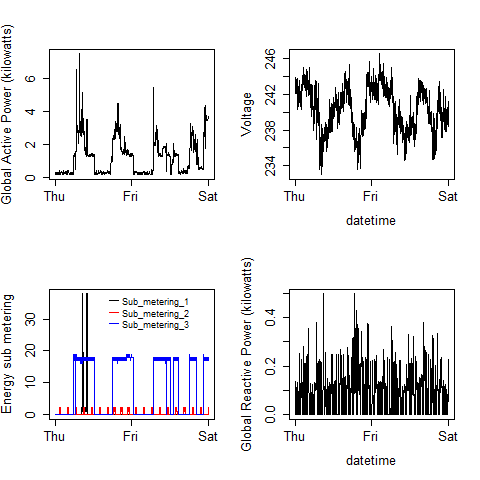 Global Active Power (kilowatts)
0 2 4 6
Thu Fri Sat
Voltage
234 238 242 246
Thu Fri Sat
datetime
Energy sub metering
0 10 20 30
Sub_metering_1
Sub_metering_2
Sub_metering_3
Thu Fri Sat
Global Reactive Power (kilowatts)
0.0 0.2 0.4
Thu Fri Sat
datetime